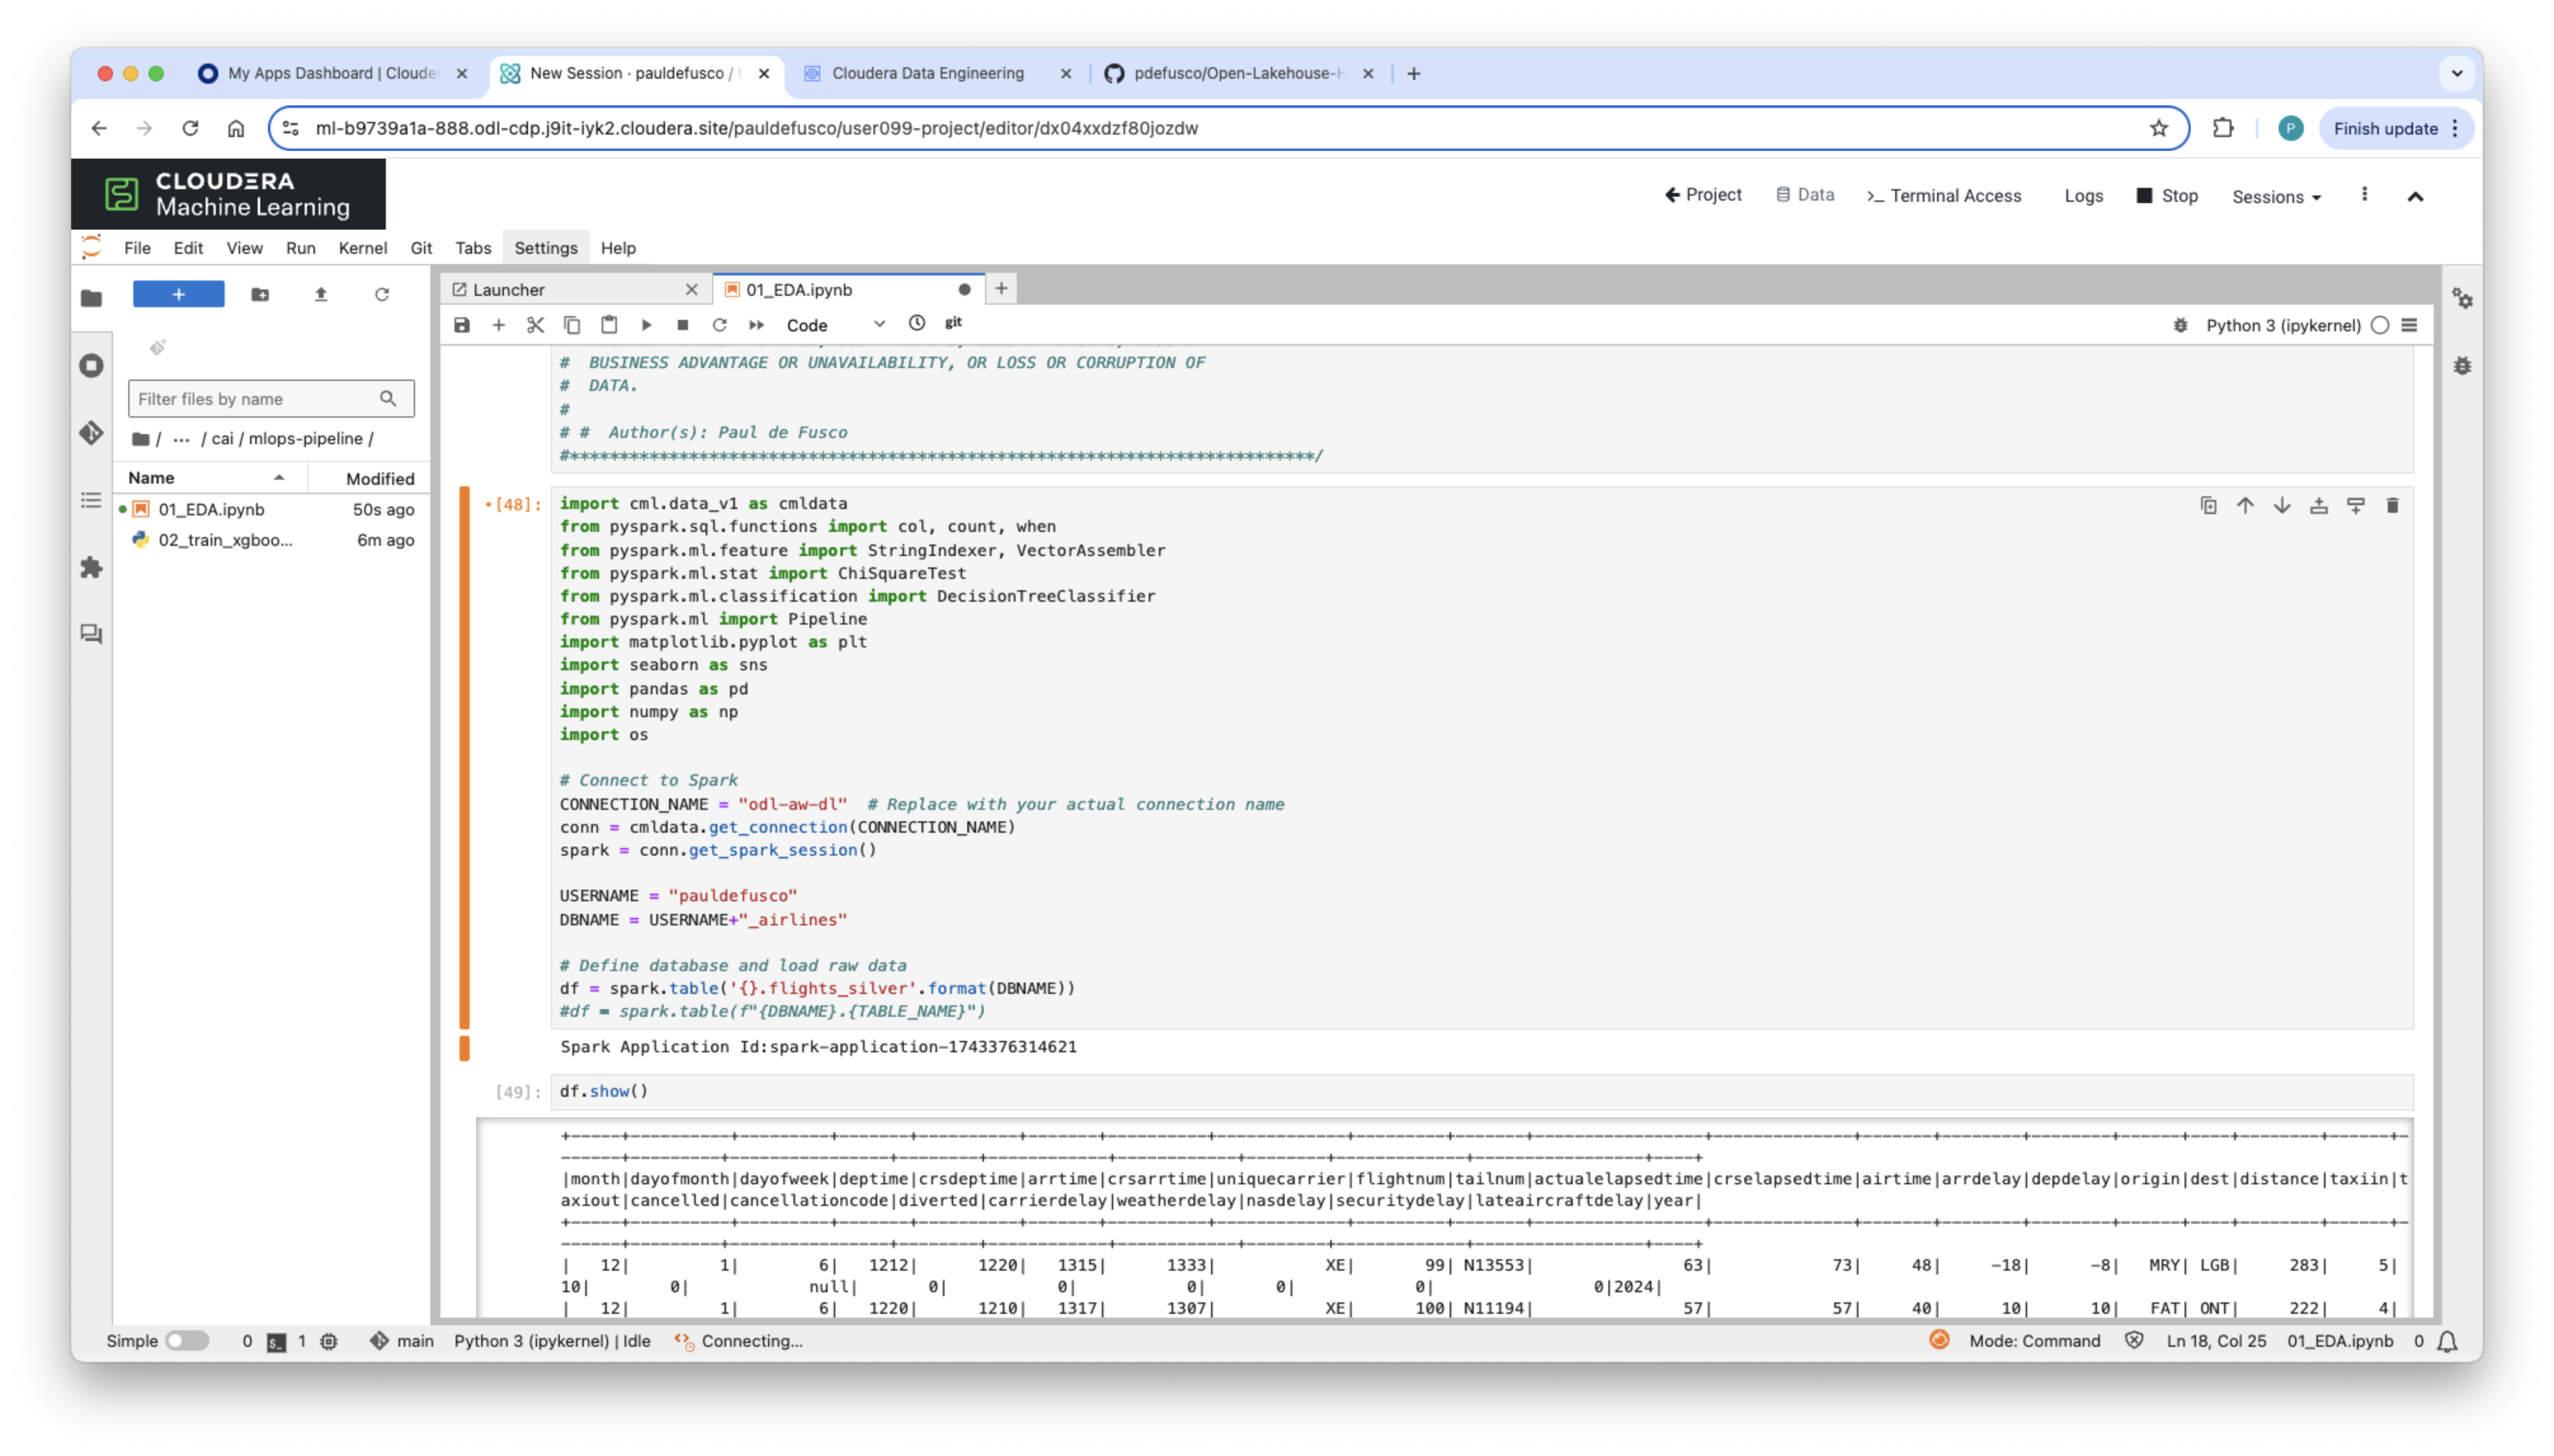 My Apps Dashboard | Cloude
New Session · pauldefusco /
Cloudera Data Engineering
pdefusco/Open-Lakehouse-H
ml-b9739a1a-888.odl-cdp.j9it-iyk2.cloudera.site/pauldefusco/user099-project/editor/dx04xxdzf80jozdw
P
Finish update
CLOUDERA
Machine Learning
Project
Data
>_ Terminal Access
Logs
Stop
Sessions
File Edit View Run Kernel Git Tabs Settings Help
+
Launcher
01_EDA.ipynb
Code
git
Python 3 (ipykernel)
Filter files by name
/ ··· / cai / mlops-pipeline /
Name Modified
01_EDA.ipynb 50s ago
02_train_xgboo... 6m ago
#  BUSINESS ADVANTAGE OR UNAVAILABILITY, OR LOSS OR CORRUPTION OF
#  DATA.
#
# #  Author(s): Paul de Fusco
#***************************************************************************/
[48]:
import cml.data_v1 as cmldata
from pyspark.sql.functions import col, count, when
from pyspark.ml.feature import StringIndexer, VectorAssembler
from pyspark.ml.stat import ChiSquareTest
from pyspark.ml.classification import DecisionTreeClassifier
from pyspark.ml import Pipeline
import matplotlib.pyplot as plt
import seaborn as sns
import pandas as pd
import numpy as np
import os
# Connect to Spark
CONNECTION_NAME = "odl-aw-dl"  # Replace with your actual connection name
conn = cmldata.get_connection(CONNECTION_NAME)
spark = conn.get_spark_session()
USERNAME = "pauldefusco"
DBNAME = USERNAME+"_airlines"
# Define database and load raw data
df = spark.table('{}.flights_silver'.format(DBNAME))
#df = spark.table(f"{DBNAME}.{TABLE_NAME}")
Spark Application Id:spark-application-1743376314621
[49]:
df.show()
+-----+----------+---------+-------+----------+-------+----------+-------------+---------+-------+-----------------+--------------+-------+--------+--------+------+----+--------+------+-
------+---------+----------------+--------+------------+------------+--------+-------------+-----------------+----+
|month|dayofmonth|dayofweek|deptime|crsdeptime|arrtime|crsarrtime|uniquecarrier|flightnum|tailnum|actualelapsedtime|crselapsedtime|airtime|arrdelay|depdelay|origin|dest|distance|taxiin|t
axiout|cancelled|cancellationcode|diverted|carrierdelay|weatherdelay|nasdelay|securitydelay|lateaircraftdelay|year|
+-----+----------+---------+-------+----------+-------+----------+-------------+---------+-------+-----------------+--------------+-------+--------+--------+------+----+--------+------+-
------+---------+----------------+--------+------------+------------+--------+-------------+-----------------+----+
|   12|         1|        6|   1212|      1220|   1315|      1333|           XE|       99| N13553|               63|            73|     48|     -18|      -8|   MRY| LGB|     283|     5|
10|        0|            null|       0|           0|           0|       0|            0|                0|2024|
|   12|         1|        6|   1220|      1210|   1317|      1307|           XE|      100| N11194|               57|            57|     40|      10|      10|   FAT| ONT|     222|     4|
Simple 0 1 main Python 3 (ipykernel) | Idle Connecting... Mode: Command Ln 18, Col 25 01_EDA.ipynb 0